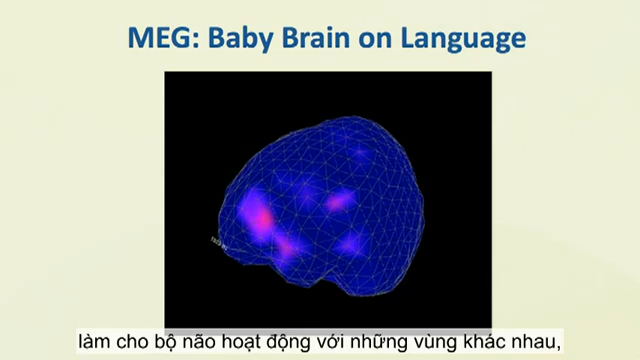 MEG: Baby Brain on Language
làm cho bộ não hoạt động với những vùng khác nhau,